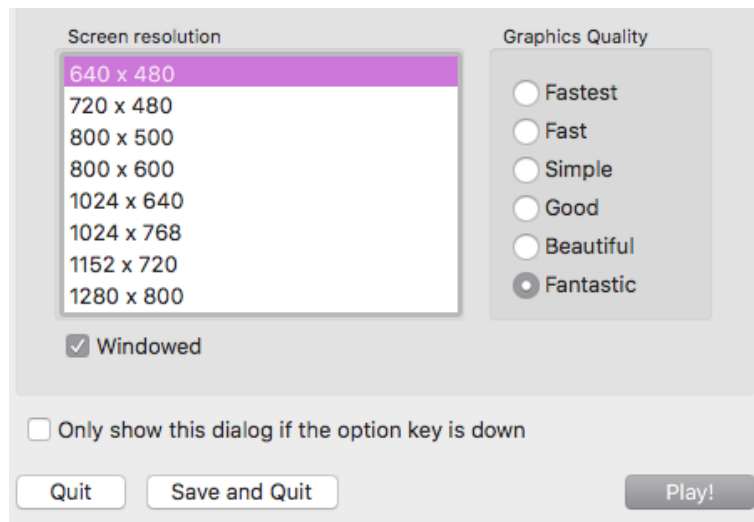 Screen resolution
640 x 480
720 x 480
800 x 500
800 x 600
1024 x 640
1024 x 768
1152 x 720
1280 x 800
Windowed
Graphics Quality
Fastest
Fast
Simple
Good
Beautiful
Fantastic
Only show this dialog if the option key is down
Quit
Save and Quit
Play!